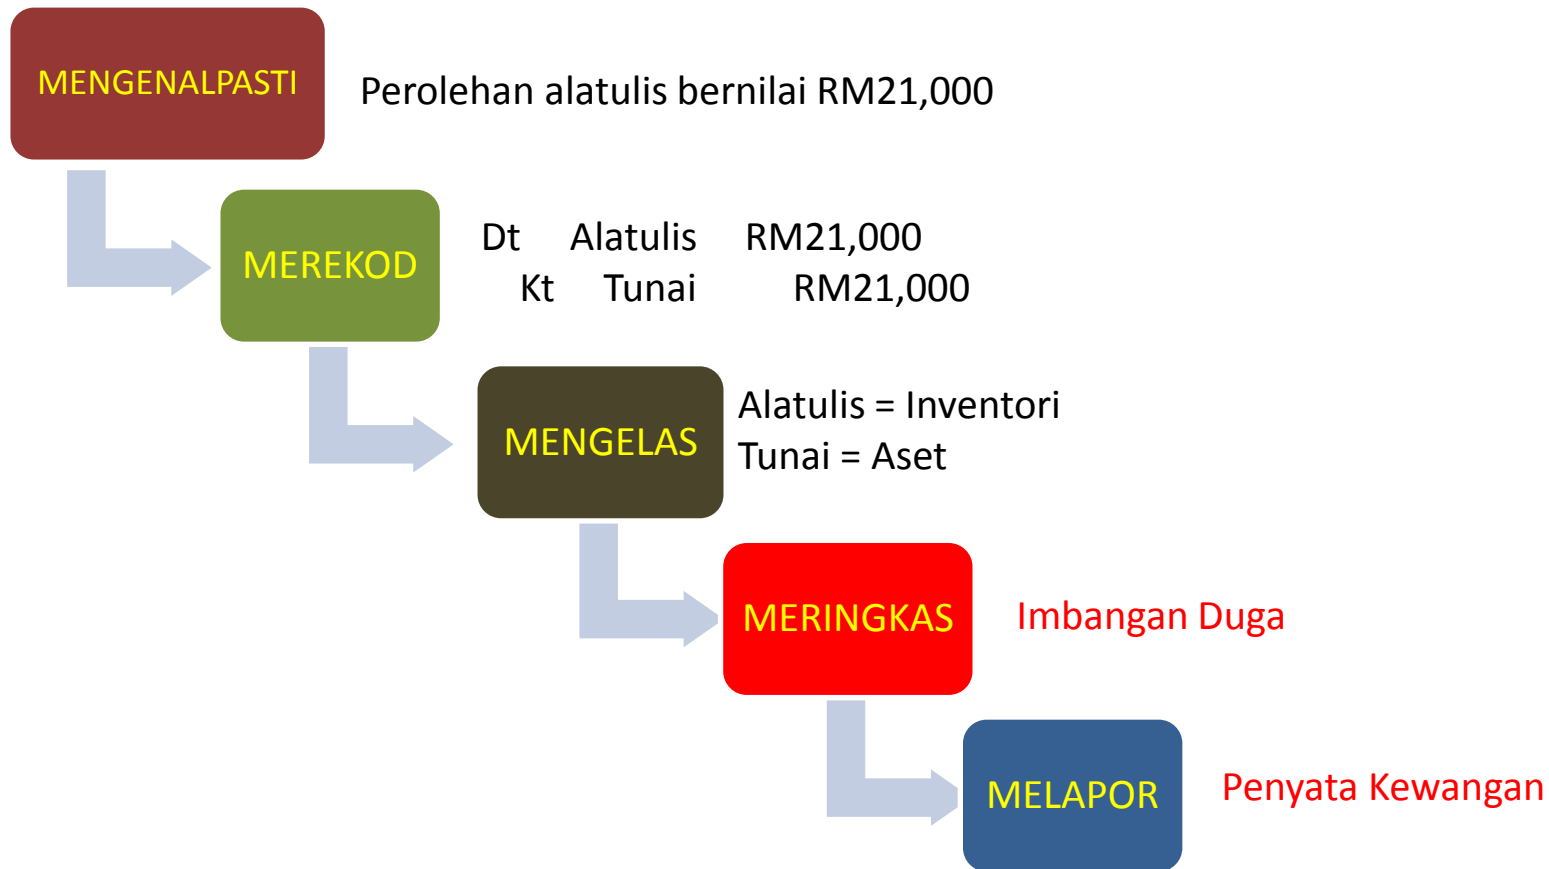 MENGENALPASTI
Perolehan alatulis bernilai RM21,000
MEREKOD
Dt Alatulis RM21,000
Kt Tunai RM21,000
MENGELAS
Alatulis = Inventori
Tunai = Aset
MERINGKAS
Imbangan Duga
MELAPOR
Penyata Kewangan